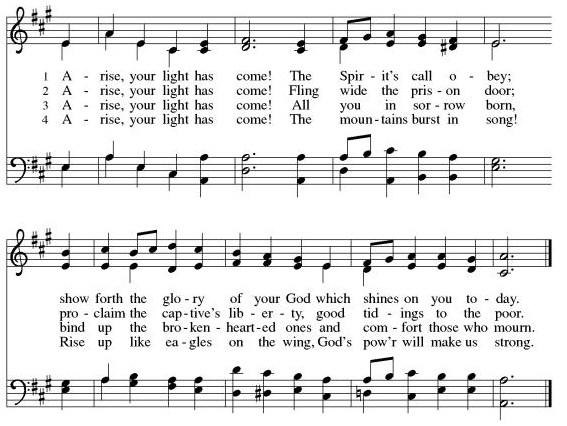 1 A - rise, your light has come! The Spir - it's call o - bey;
2 A - rise, your light has come! Fling wide the pris - on door;
3 A - rise, your light has come! All you in sor - row born,
4 A - rise, your light has come! The moun - tains burst in song!
show forth the glo - ry of your God which shines on you to - day.
pro - claim the cap - tive's lib - er - ty, good tid - ings to the poor.
bind up the bro - ken - heart - ed ones and com - fort those who mourn.
Rise up like ea - gles on the wing, God's pow'r will make us strong.